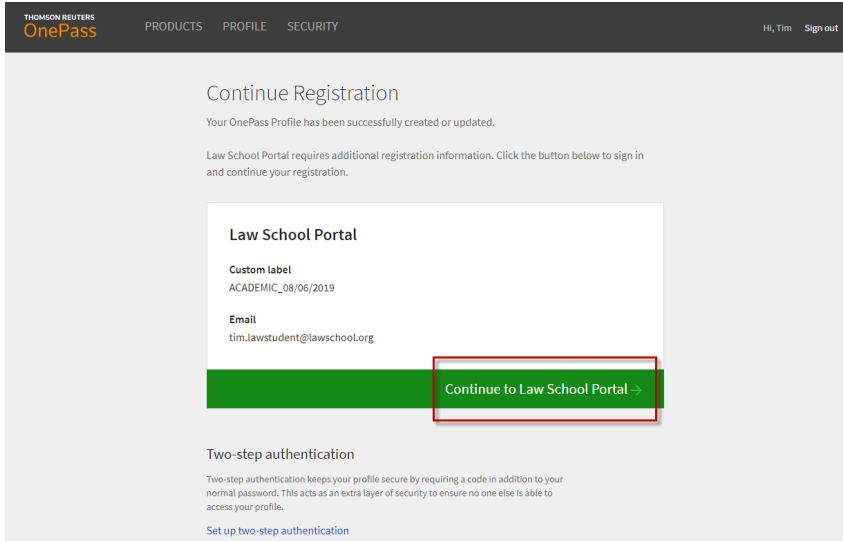 THOMSON REUTERS
OnePass
PRODUCTS PROFILE SECURITY
Hi, Tim Sign out
Continue Registration
Your OnePass Profile has been successfully created or updated.
Law School Portal requires additional registration information. Click the button below to sign in
and continue your registration.
Law School Portal
Custom label
ACADEMIC_08/06/2019
Email
tim.lawstudent@lawschool.org
Continue to Law School Portal →
Two-step authentication
Two-step authentication keeps your profile secure by requiring a code in addition to your
normal password. This acts as an extra layer of security to ensure no one else is able to
access your profile.
Set up two-step authentication